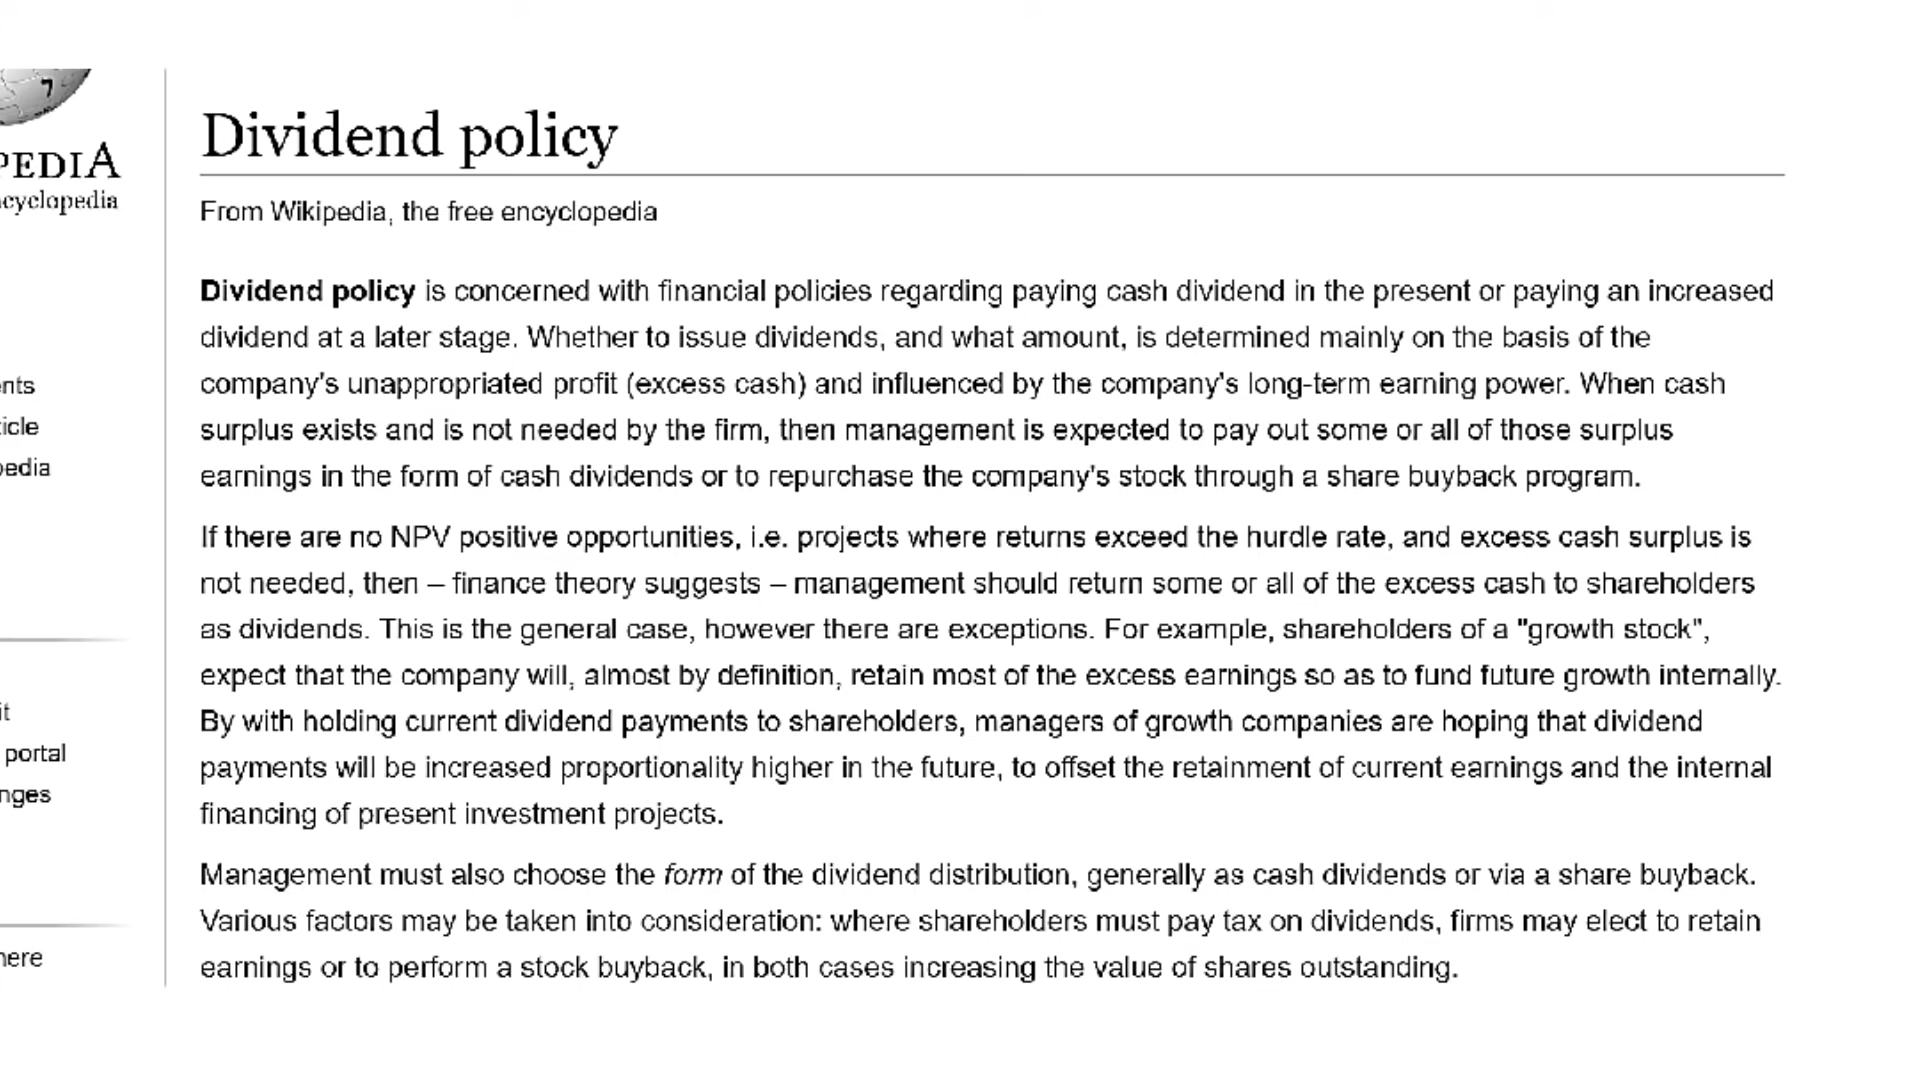 PEDIA
cyclopedia
nts
icle
pedia
it
portal
nges
here
Dividend policy
From Wikipedia, the free encyclopedia
Dividend policy is concerned with financial policies regarding paying cash dividend in the present or paying an increased
dividend at a later stage. Whether to issue dividends, and what amount, is determined mainly on the basis of the
company's unappropriated profit (excess cash) and influenced by the company's long-term earning power. When cash
surplus exists and is not needed by the firm, then management is expected to pay out some or all of those surplus
earnings in the form of cash dividends or to repurchase the company's stock through a share buyback program.
If there are no NPV positive opportunities, i.e. projects where returns exceed the hurdle rate, and excess cash surplus is
not needed, then – finance theory suggests – management should return some or all of the excess cash to shareholders
as dividends. This is the general case, however there are exceptions. For example, shareholders of a "growth stock",
expect that the company will, almost by definition, retain most of the excess earnings so as to fund future growth internally.
By with holding current dividend payments to shareholders, managers of growth companies are hoping that dividend
payments will be increased proportionality higher in the future, to offset the retainment of current earnings and the internal
financing of present investment projects.
Management must also choose the form of the dividend distribution, generally as cash dividends or via a share buyback.
Various factors may be taken into consideration: where shareholders must pay tax on dividends, firms may elect to retain
earnings or to perform a stock buyback, in both cases increasing the value of shares outstanding.